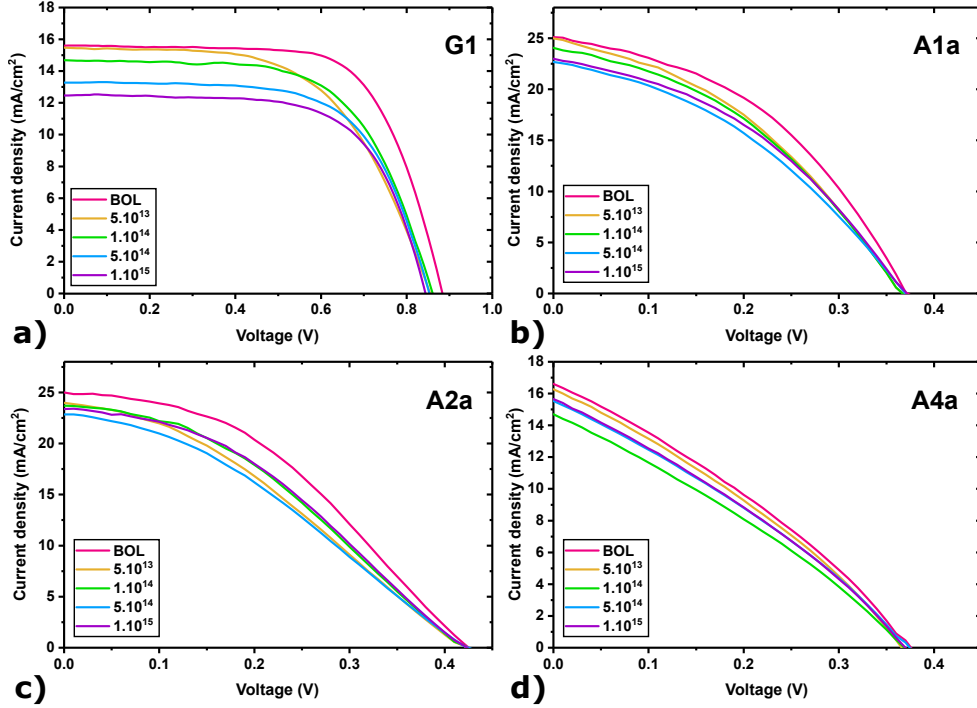 G1
18
16
14
12
10
8
6
4
2
0
Current density (mA/cm²)
BOL
5.10¹³
1.10¹⁴
5.10¹⁴
1.10¹⁵
0.0 0.2 0.4 0.6 0.8 1.0
Voltage (V)
a)
A1a
25
20
15
10
5
0
Current density (mA/cm²)
BOL
5.10¹³
1.10¹⁴
5.10¹⁴
1.10¹⁵
0.0 0.1 0.2 0.3 0.4
Voltage (V)
b)
A2a
25
20
15
10
5
0
Current density (mA/cm²)
BOL
5.10¹³
1.10¹⁴
5.10¹⁴
1.10¹⁵
0.0 0.1 0.2 0.3 0.4
Voltage (V)
c)
A4a
18
16
14
12
10
8
6
4
2
0
Current density (mA/cm²)
BOL
5.10¹³
1.10¹⁴
5.10¹⁴
1.10¹⁵
0.0 0.1 0.2 0.3 0.4
Voltage (V)
d)